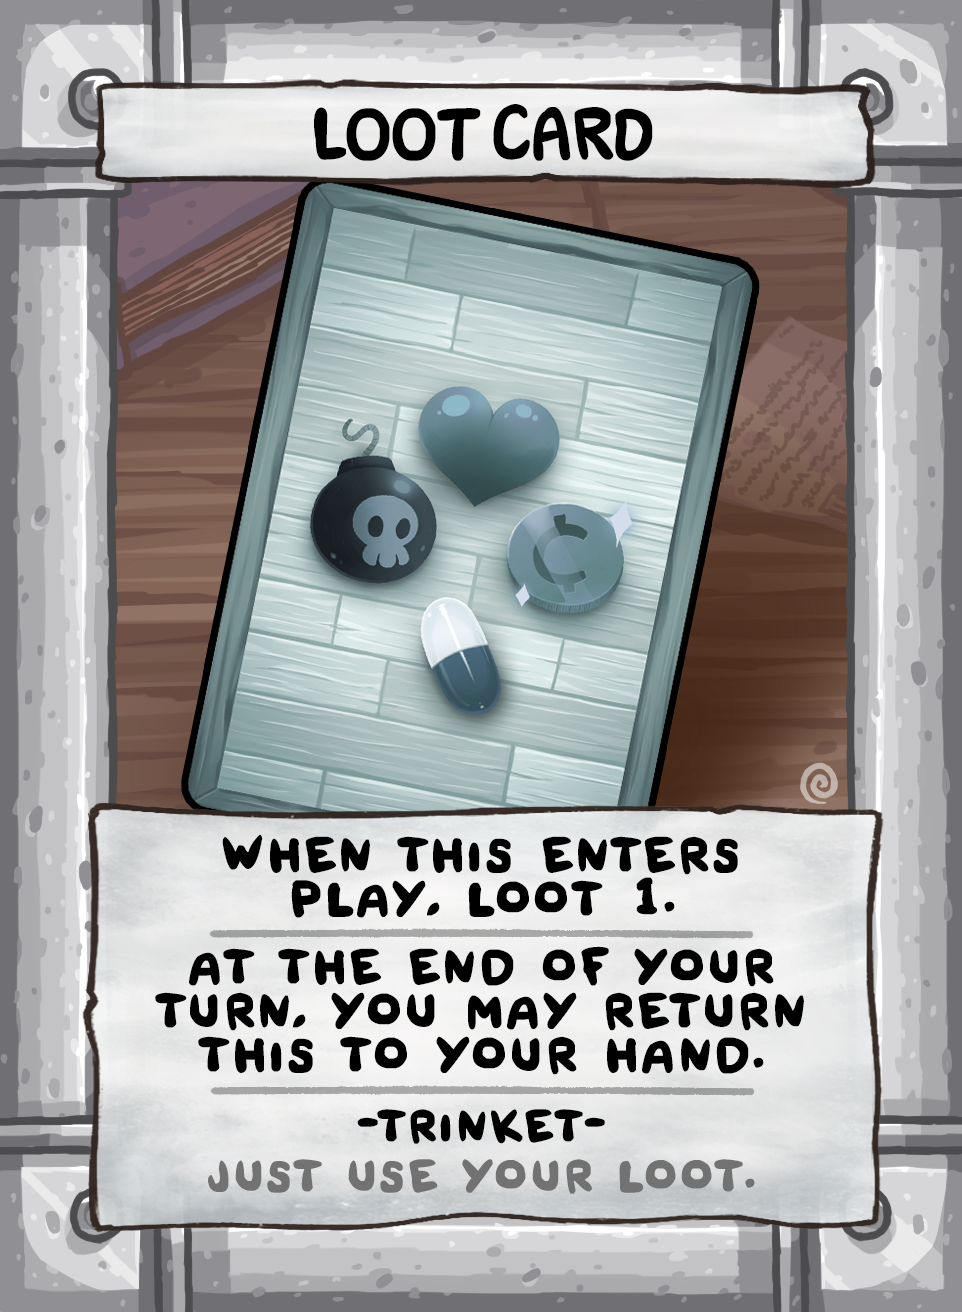 LOOT CARD
WHEN THIS ENTERS
PLAY, LOOT 1.
AT THE END OF YOUR
TURN, YOU MAY RETURN
THIS TO YOUR HAND.
-TRINKET-
JUST USE YOUR LOOT.